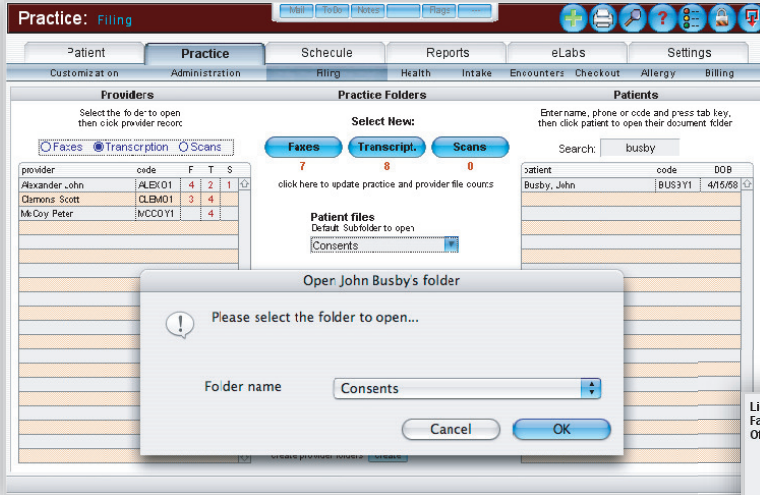 Practice: Filing
Mail ToDo Notes Flags ---
Patient Practice Schedule Reports eLabs Settings
Customization Administration Filing Health Intake Encounters Checkout Allergy Billing
Providers Practice Folders Patients
Select the folder to open
then click provider record
Select New:
Enter name, phone or code and press tab key,
then click patient to open their document folder
Faxes Transcription Scans
Faxes Transcript. Scans
Search: busby
7 8 0
provider code F T S
patient code DOB
Alexander John ALEX01 4 2 1
click here to update practice and provider file counts
Busby, John BUSBY1 4/15/58
Clemons Scott CLEM01 3 4
McCoy Peter MCCOY1 4
Patient files
Default Subfolder to open
Consents
Open John Busby's folder
Please select the folder to open...
Folder name Consents
Cancel OK
Create provider folders Create